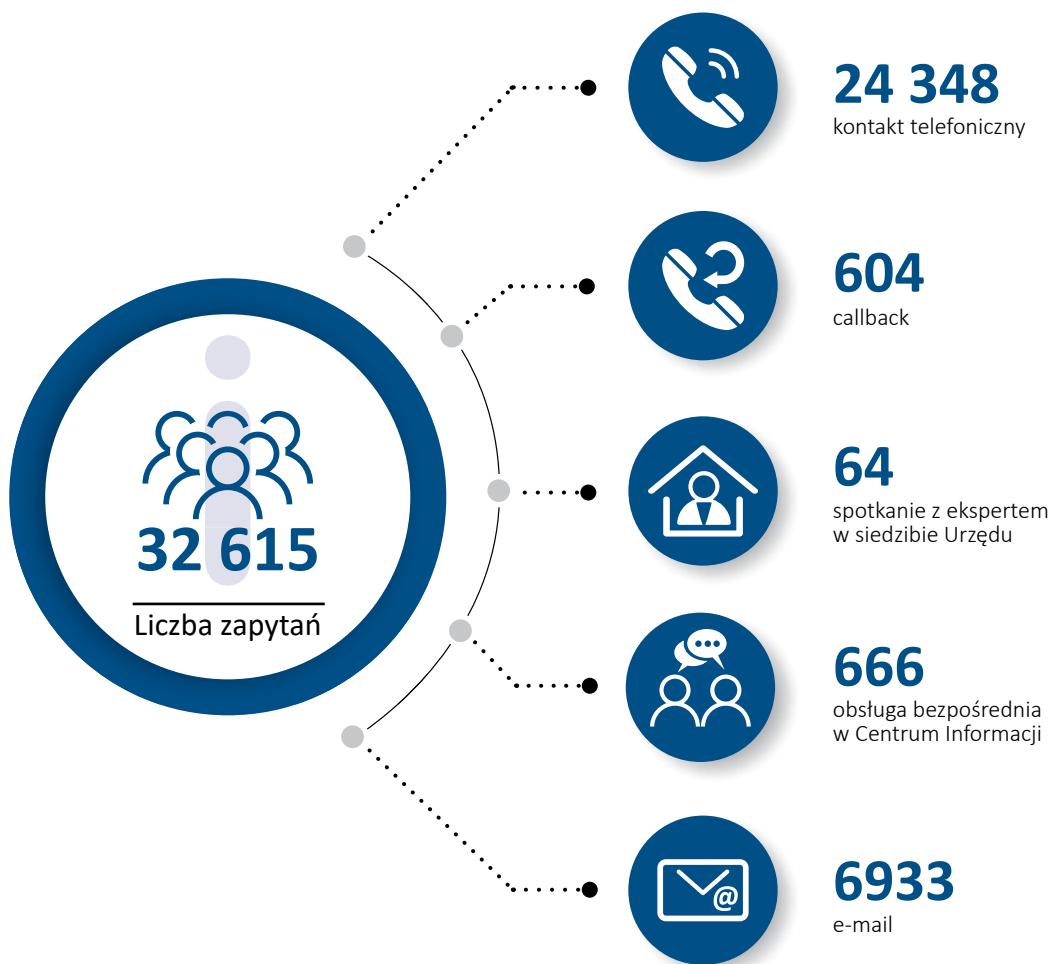 24 348
kontakt telefoniczny
604
callback
64
spotkanie z ekspertem
w siedzibie Urzędu
32 615
Liczba zapytań
666
obsługa bezpośrednia
w Centrum Informacji
@
6933
e-mail